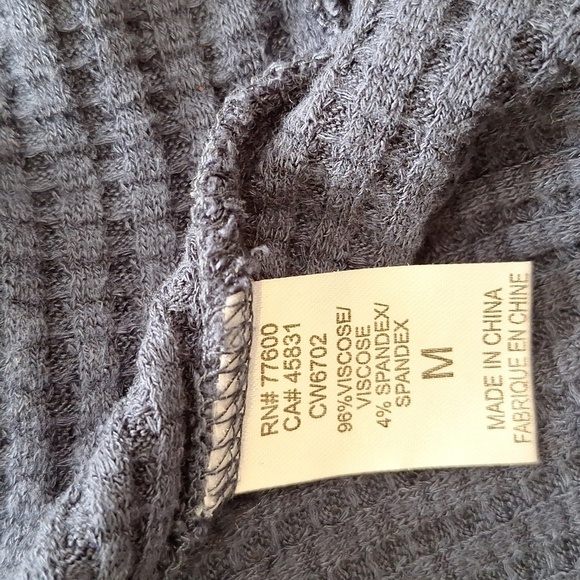 RN# 77600
CA# 45831
CW6702
96%VISCOSE/
VISCOSE
4% SPANDEX/
SPANDEX
M
MADE IN CHINA
FABRIQUE EN CHINE